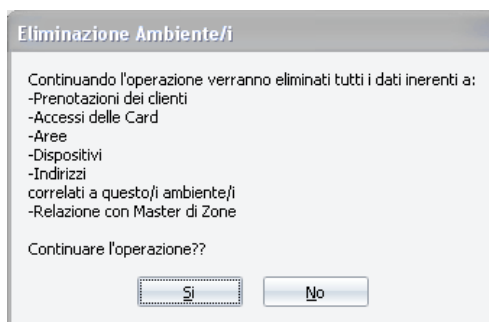 Eliminazione Ambiente/i
Continuando l'operazione verranno eliminati tutti i dati inerenti a:
-Prenotazioni dei clienti
-Accessi delle Card
-Aree
-Dispositivi
-Indirizzi
correlati a questo/i ambiente/i
-Relazione con Master di Zone
Continuare l'operazione??
Si
No